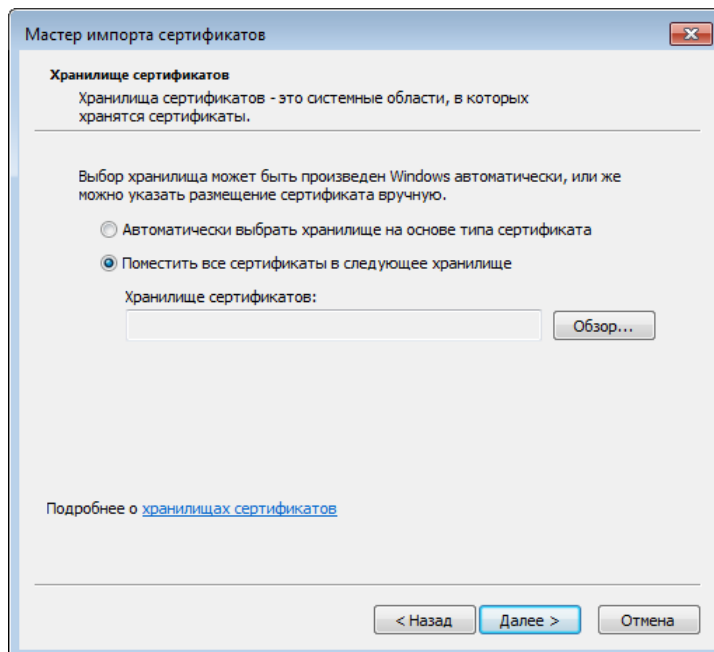 Мастер импорта сертификатов
Хранилище сертификатов
Хранилища сертификатов - это системные области, в которых
хранятся сертификаты.
Выбор хранилища может быть произведен Windows автоматически, или же
можно указать размещение сертификата вручную.
Автоматически выбрать хранилище на основе типа сертификата
Поместить все сертификаты в следующее хранилище
Хранилище сертификатов:
Обзор...
Подробнее о хранилищах сертификатов
< Назад Далее > Отмена